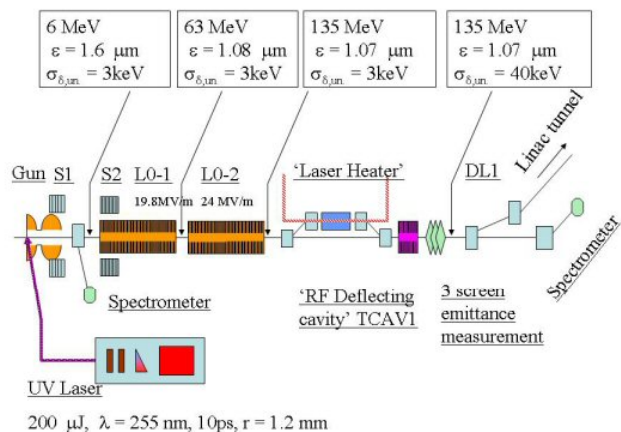 6 MeV
ε = 1.6 μm
σδ,un. = 3keV
63 MeV
ε = 1.08 μm
σδ,un. = 3keV
135 MeV
ε = 1.07 μm
σδ,un. = 3keV
135 MeV
ε = 1.07 μm
σδ,un. = 40keV
Linac tunnel
Gun S1 S2 L0-1 L0-2 ‘Laser Heater’ DL1
19.8MV/m 24 MV/m
Spectrometer
Spectrometer
‘RF Deflecting
cavity’ TCAV1
3 screen
emittance
measurement
UV Laser
200 μJ, λ = 255 nm, 10ps, r = 1.2 mm